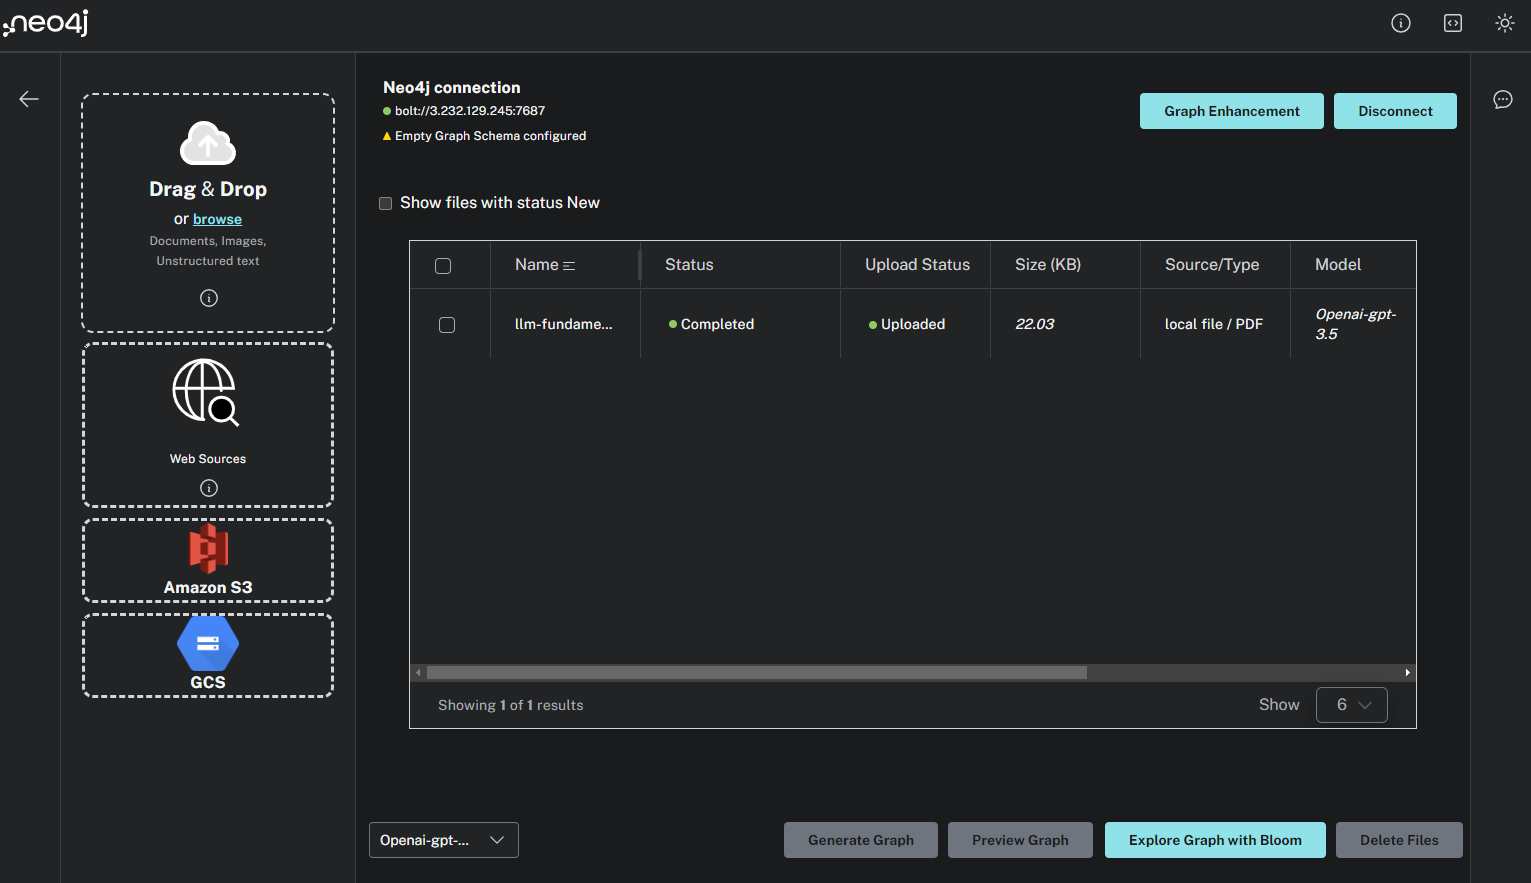 neo4j
Neo4j connection
bolt://3.232.129.245:7687
Empty Graph Schema configured
Graph Enhancement
Disconnect
Drag & Drop
or browse
Documents, Images,
Unstructured text
Web Sources
Amazon S3
GCS
Show files with status New
Name Status Upload Status Size (KB) Source/Type Model
llm-fundame... Completed Uploaded 22.03 local file / PDF Openai-gpt-
3.5
Showing 1 of 1 results
Show 6
Openai-gpt-...
Generate Graph
Preview Graph
Explore Graph with Bloom
Delete Files